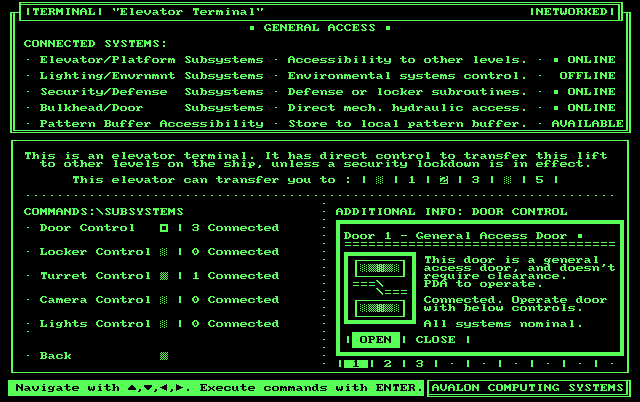 |TERMINAL| "Elevator Terminal" |NETWORKED|
▪ GENERAL ACCESS ▪
CONNECTED SYSTEMS:
· Elevator/Platform Subsystems · Accessibility to other levels. · ▪ ONLINE
· Lighting/Envrnmnt Subsystems · Environmental systems control. · OFFLINE
· Security/Defense Subsystems · Defense or locker subroutines. · ▪ ONLINE
· Bulkhead/Door Subsystems · Direct mech. hydraulic access. · ▪ ONLINE
· Pattern Buffer Accessibility · Store to local pattern buffer. · AVAILABLE
This is an elevator terminal. It has direct control to transfer this lift
to other levels on the ship, unless a security lockdown is in effect.
This elevator can transfer you to : | ░ | 1 | 2 | 3 | ░ | 5 |
COMMANDS:\SUBSYSTEMS
· Door Control | 3 Connected
· Locker Control ░ | 0 Connected
· Turret Control ▒ | 1 Connected
· Camera Control ░ | 0 Connected
· Lights Control ░ | 0 Connected
· Back ▒
ADDITIONAL INFO: DOOR CONTROL
Door 1 - General Access Door ▪
This door is a general
access door, and doesn't
require clearance.
PDA to operate.
Connected. Operate door
with below controls.
All systems nominal.
| OPEN | CLOSE |
| 1 | 2 | 3 | · | · | · | · | · | · |
Navigate with ▲,▼,◄,►. Execute commands with ENTER.
AVALON COMPUTING SYSTEMS